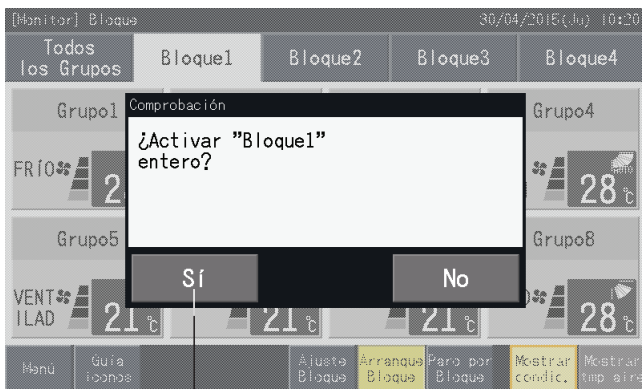 [Monitor] Bloque 30/04/2015(Ju) 10:20
Todos los Grupos Bloque1 Bloque2 Bloque3 Bloque4
Grupo1 Grupo4
Comprobación
¿Activar "Bloque1"
entero?
Sí No
FRÍO 2 AUTO 28 ℃
Grupo5 Grupo8
VENT
ILAD 21 ℃ 21 ℃ 21 ℃ 28 ℃
Menú Guía iconos Ajuste Bloque Arranque Bloque Paro por Bloque Mostrar condic. Mostrar tmp aire